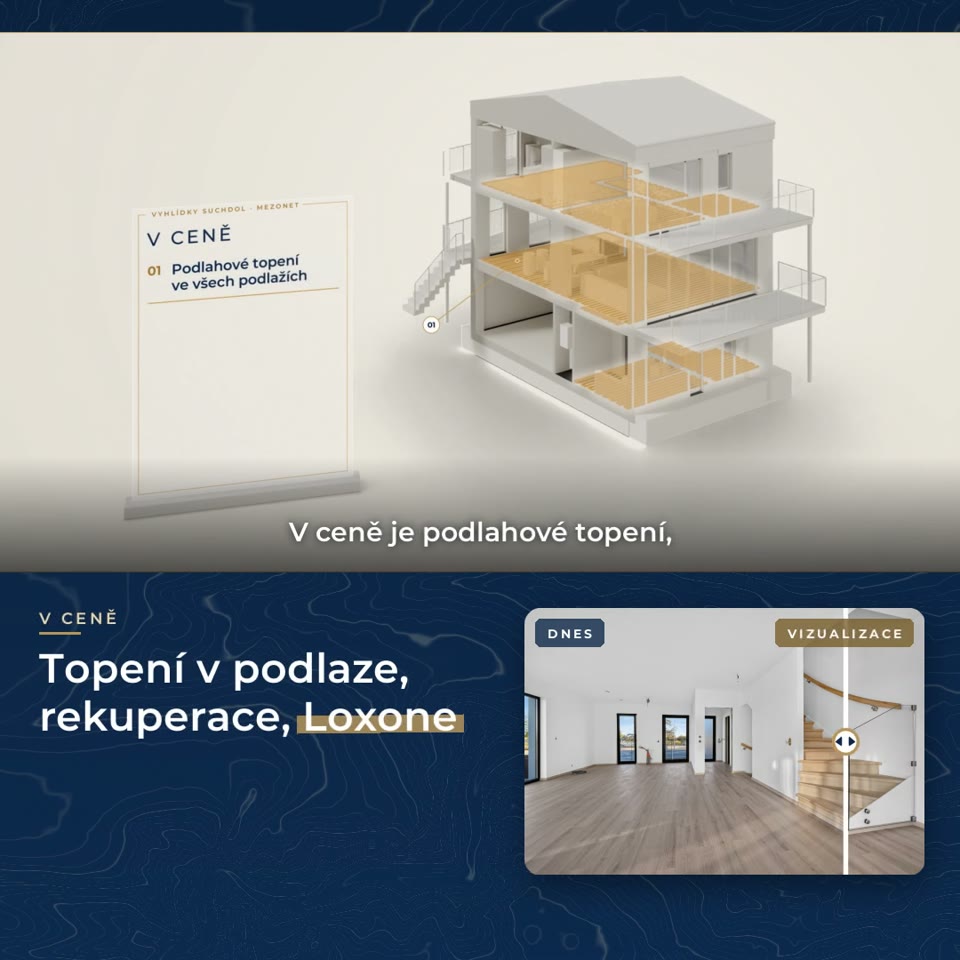 VYHLÍDKY SUCHDOL · MEZONET
V CENĚ
01 Podlahové topení
ve všech podlažích
01
V ceně je podlahové topení,
V CENĚ
Topení v podlaze,
rekuperace, Loxone
DNES
VIZUALIZACE